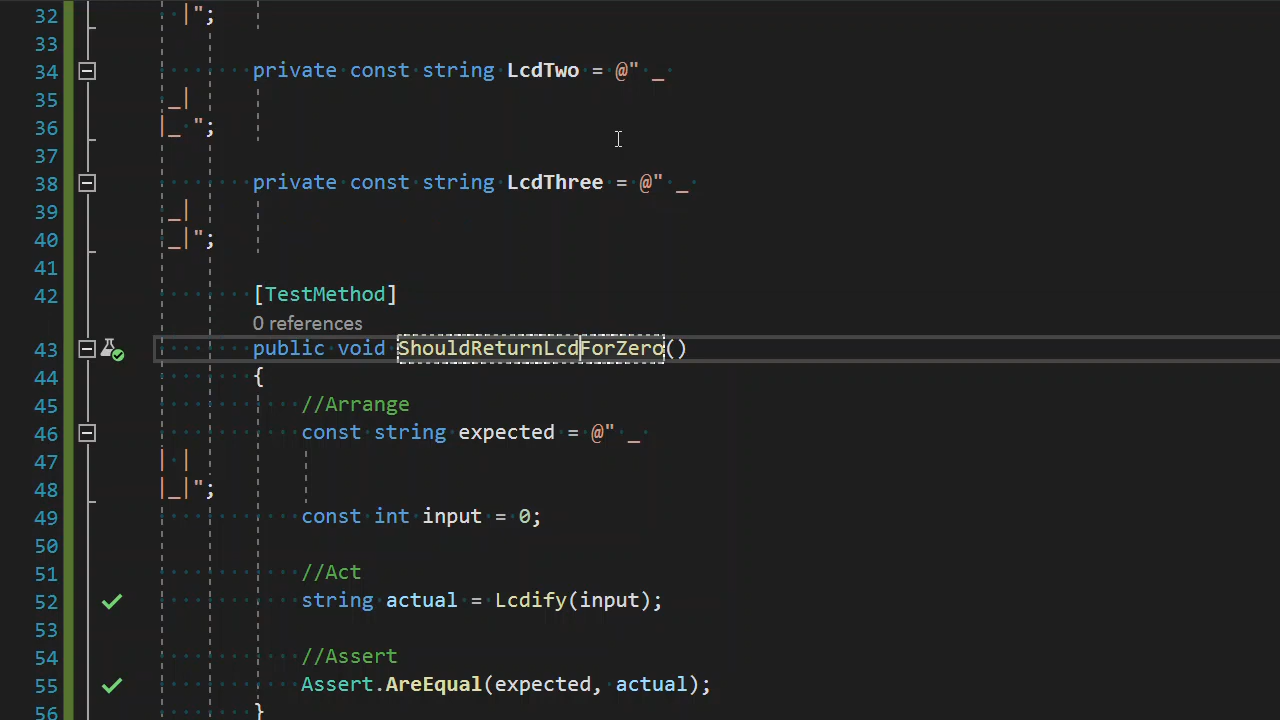 32   |";
33
34         private const string LcdTwo = @" _ 
35  _|
36 |_ ";
37
38         private const string LcdThree = @" _ 
39  _|
40  _|";
41
42         [TestMethod]
           0 references
43         public void ShouldReturnLcdForZero()
44         {
45             //Arrange
46             const string expected = @" _ 
47 | |
48 |_|";
49             const int input = 0;
50
51             //Act
52             string actual = Lcdify(input);
53
54             //Assert
55             Assert.AreEqual(expected, actual);
56         }